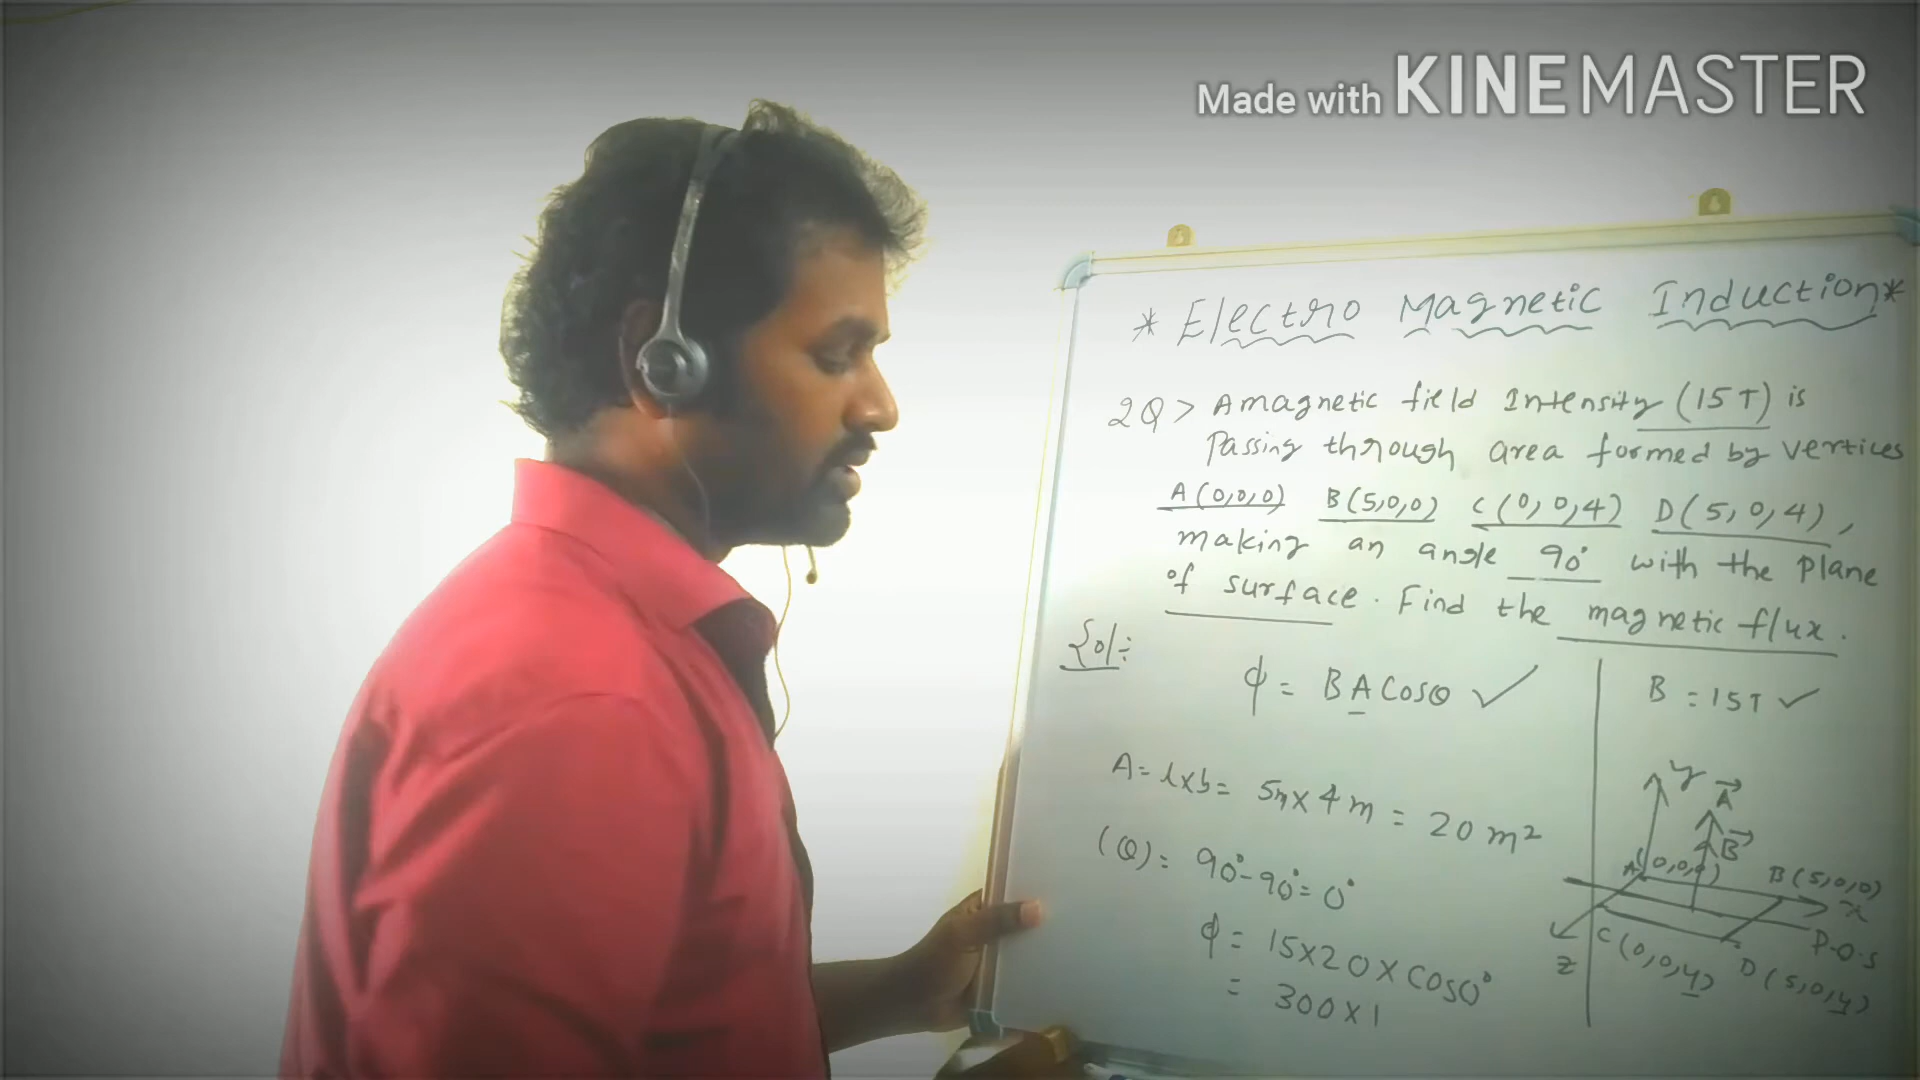 Made with KINEMASTER
* Electro Magnetic Induction *
2Q> A magnetic field Intensity (15T) is
Passing through area formed by vertices
A(0,0,0) B(5,0,0) C(0,0,4) D(5,0,4),
making an angle 90° with the plane
of surface. Find the magnetic flux.
Sol÷
ϕ = BA Cosθ ✓
A = l×b = 5m × 4m = 20 m²
(θ) = 90°-90° = 0°
ϕ = 15×20×Cos0°
= 300×1
B = 15T ✓
y
A⃗
B⃗
A(0,0,0)
B(5,0,0)
x
P.O.S
z
C(0,0,4)
D(5,0,4)